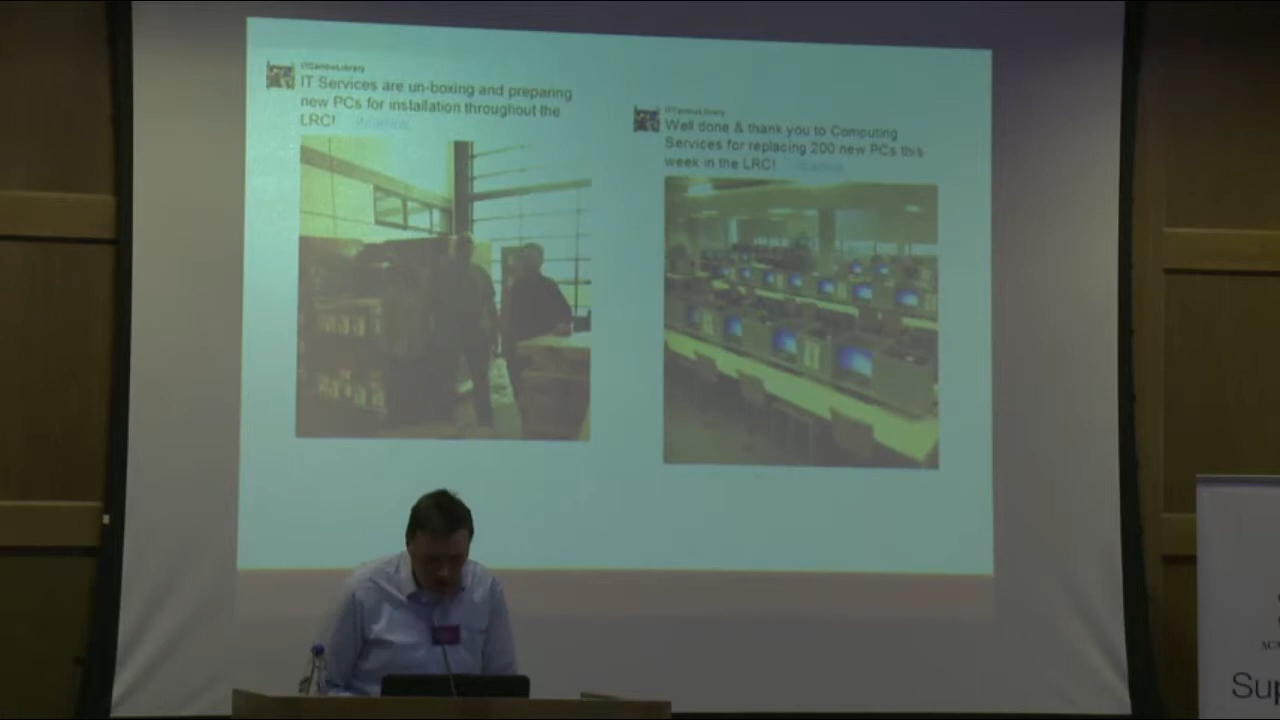 IT Services are un-boxing and preparing
new PCs for installation throughout the
LRC!
Well done & thank you to Computing
Services for replacing 200 new PCs this
week in the LRC!